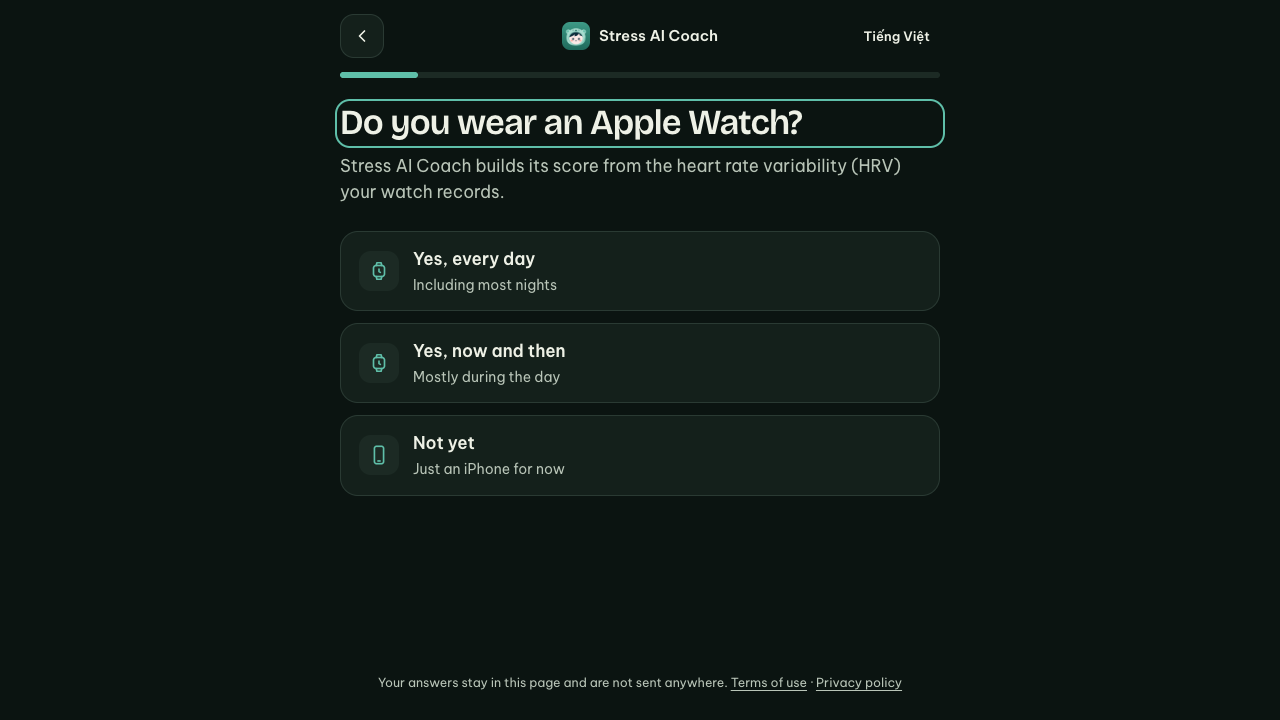 Stress AI Coach
Tiếng Việt
Do you wear an Apple Watch?
Stress AI Coach builds its score from the heart rate variability (HRV)
your watch records.
Yes, every day
Including most nights
Yes, now and then
Mostly during the day
Not yet
Just an iPhone for now
Your answers stay in this page and are not sent anywhere. Terms of use · Privacy policy